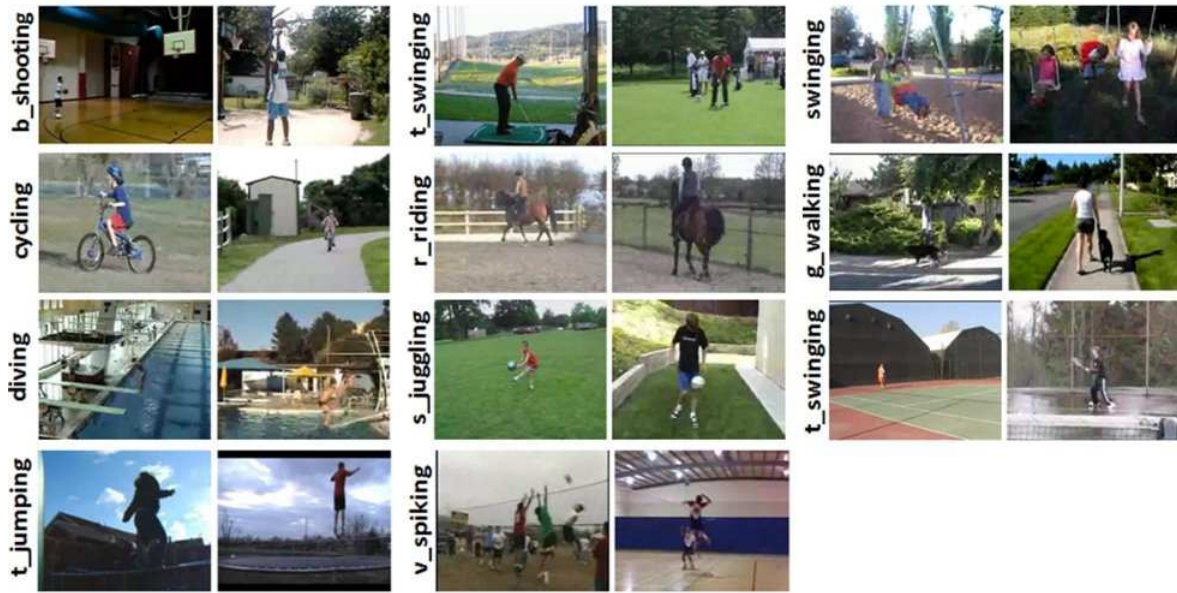 b_shooting
t_swinging
swinging
cycling
r_riding
g_walking
diving
s_juggling
t_swinging
t_jumping
v_spiking